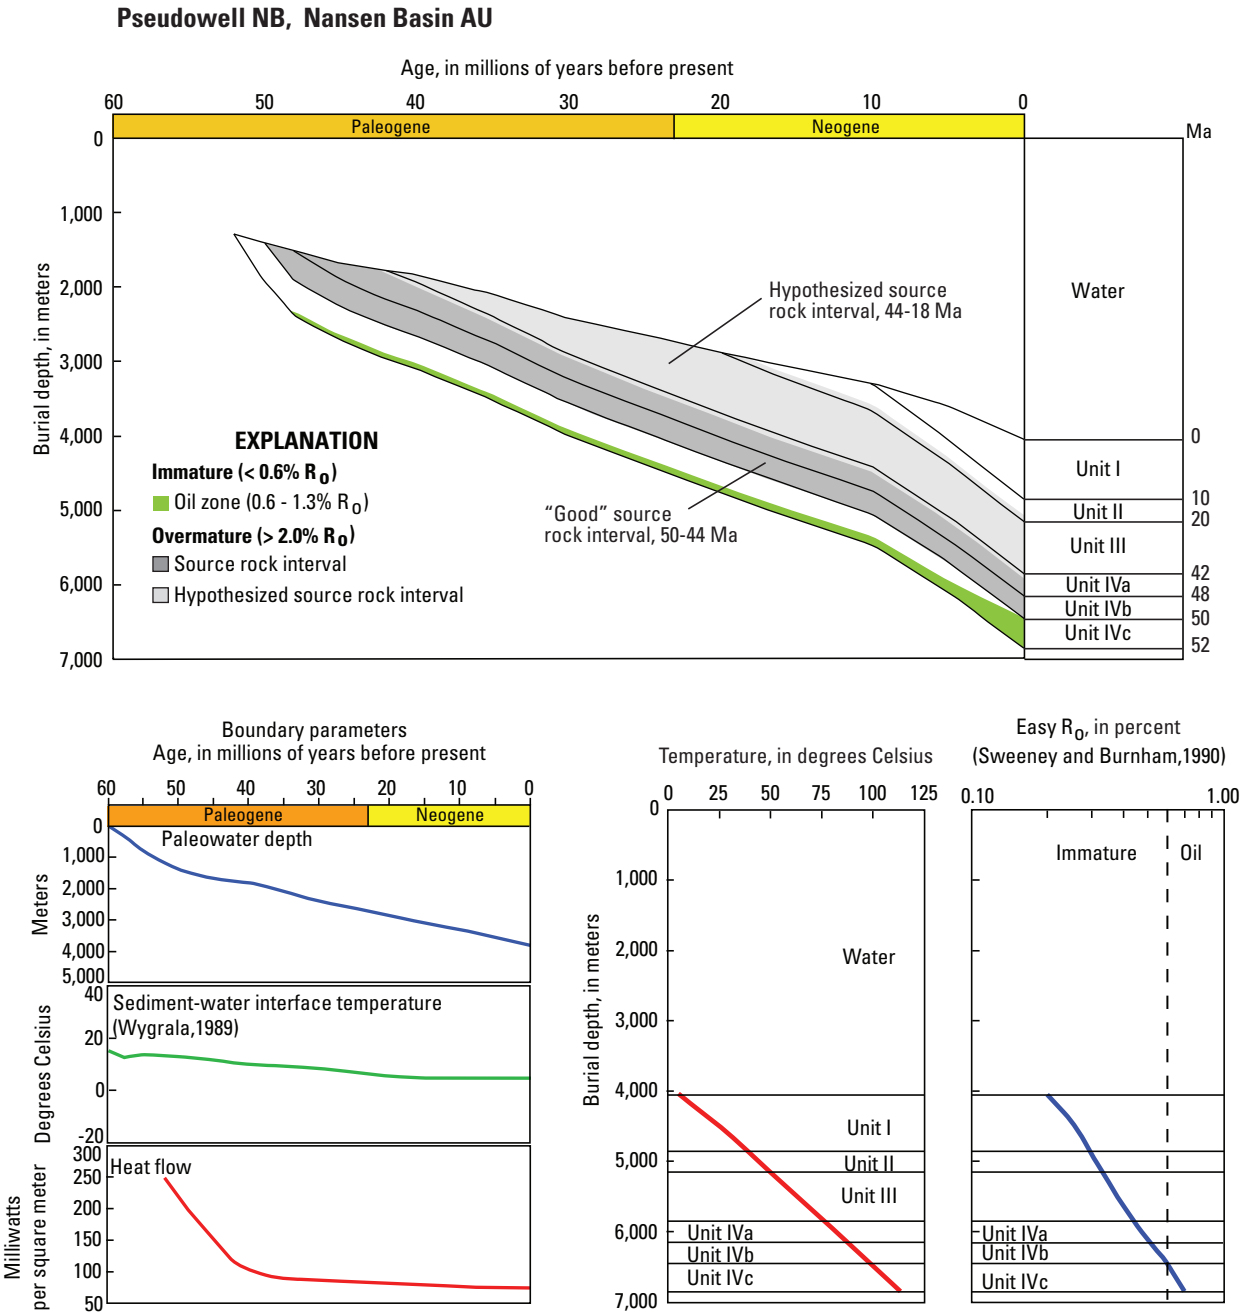 Pseudowell NB, Nansen Basin AU
Age, in millions of years before present
60 50 40 30 20 10 0
Paleogene Neogene
Ma
Burial depth, in meters
0
1,000
2,000
3,000
4,000
5,000
6,000
7,000
Hypothesized source
rock interval, 44-18 Ma
"Good" source
rock interval, 50-44 Ma
EXPLANATION
Immature (< 0.6% R0)
Oil zone (0.6 - 1.3% R0)
Overmature (> 2.0% R0)
Source rock interval
Hypothesized source rock interval
Water
Unit I
Unit II
Unit III
Unit IVa
Unit IVb
Unit IVc
0
10
20
42
48
50
52
Boundary parameters
Age, in millions of years before present
60 50 40 30 20 10 0
Paleogene Neogene
Paleowater depth
Meters
0
1,000
2,000
3,000
4,000
5,000
Sediment-water interface temperature
(Wygrala,1989)
Degrees Celsius
40
20
0
-20
Heat flow
Milliwatts
per square meter
300
250
200
150
100
50
Temperature, in degrees Celsius
0 25 50 75 100 125
Burial depth, in meters
0
1,000
2,000
3,000
4,000
5,000
6,000
7,000
Water
Unit I
Unit II
Unit III
Unit IVa
Unit IVb
Unit IVc
Easy R0, in percent
(Sweeney and Burnham,1990)
0.10 1.00
Immature Oil
Unit IVa
Unit IVb
Unit IVc